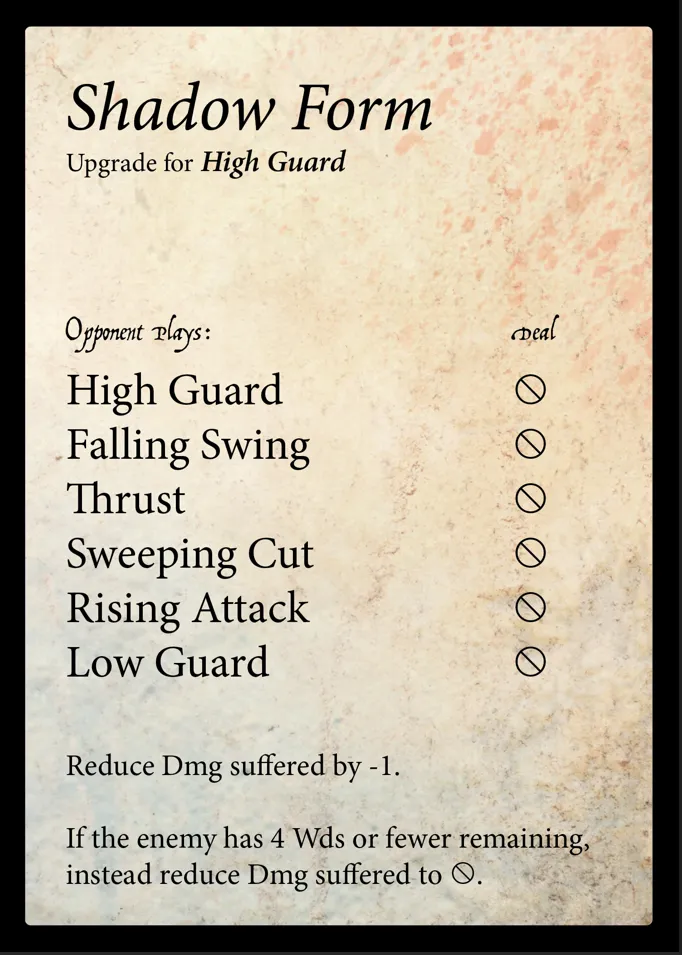 Shadow Form
Upgrade for High Guard
Opponent Plays: Deal
High Guard 🛇
Falling Swing 🛇
Thrust 🛇
Sweeping Cut 🛇
Rising Attack 🛇
Low Guard 🛇
Reduce Dmg suffered by -1.
If the enemy has 4 Wds or fewer remaining,
instead reduce Dmg suffered to 🛇.